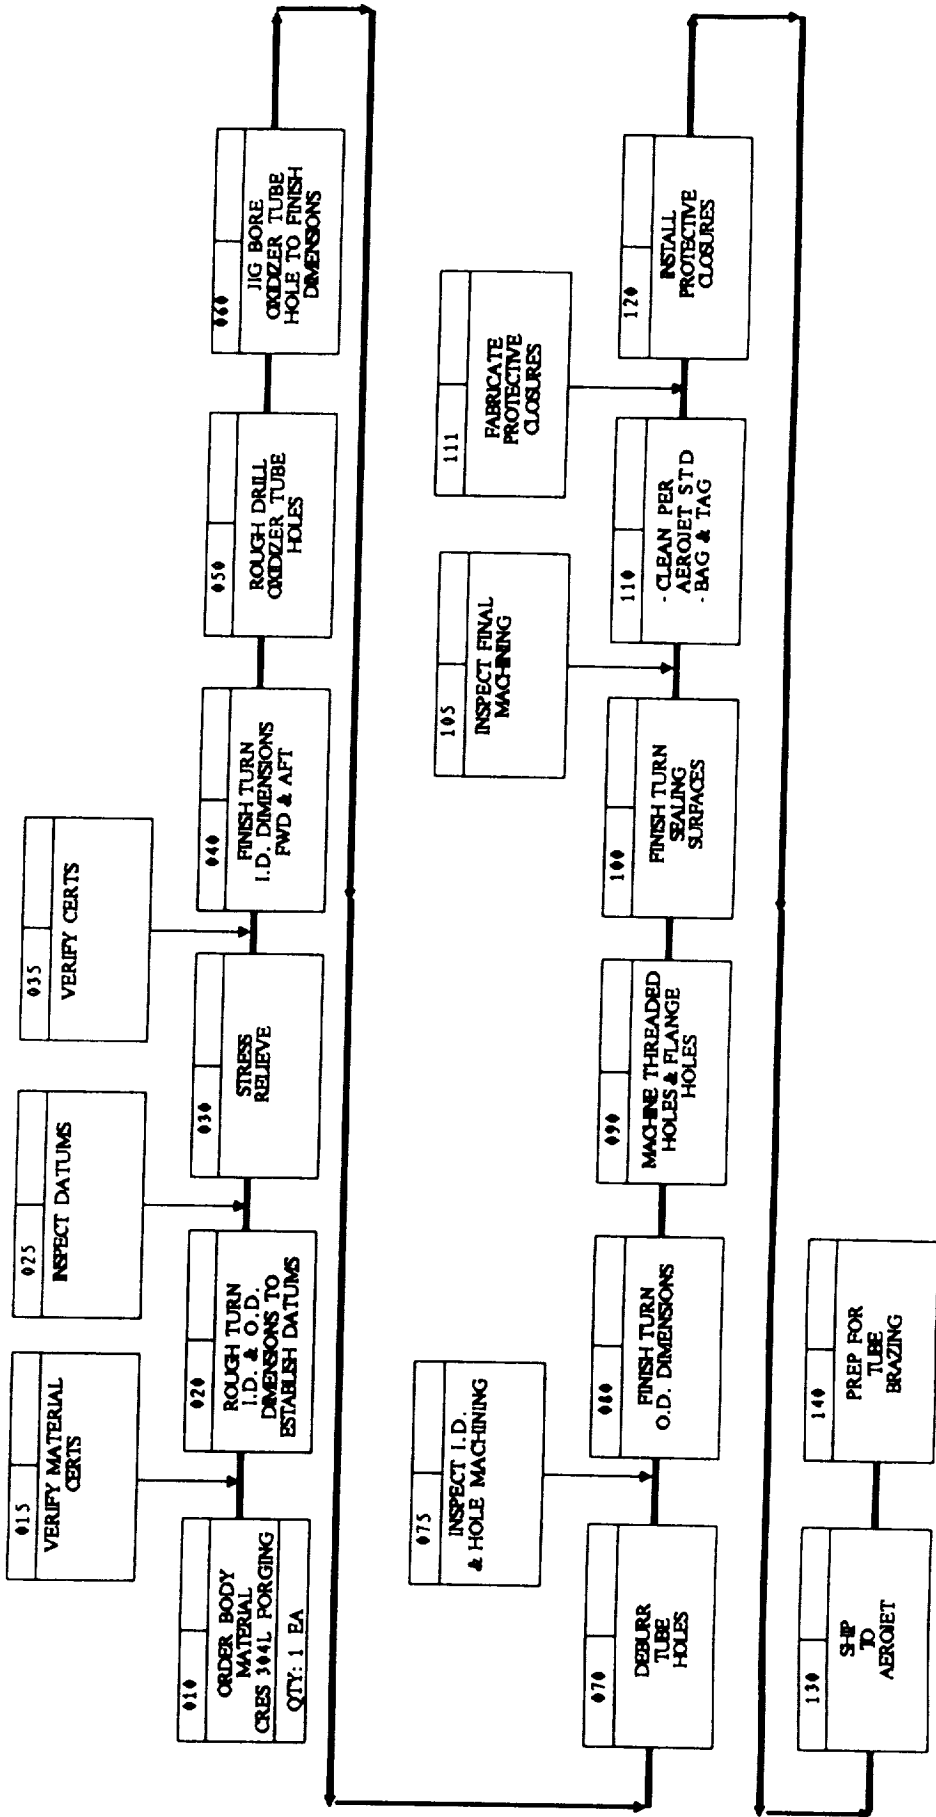 015
VERIFY MATERIAL
CERTS
025
INSPECT DATUMS
035
VERIFY CERTS
010
ORDER BODY
MATERIAL
CRES 304L FORGING
QTY: 1 EA
020
ROUGH TURN
I.D. & O.D.
DIMENSIONS TO
ESTABLISH DATUMS
030
STRESS
RELIEVE
040
FINISH TURN
I.D. DIMENSIONS
FWD & AFT
050
ROUGH DRILL
OXIDIZER TUBE
HOLES
060
JIG BORE
OXIDIZER TUBE
HOLE TO FINISH
DIMENSIONS
075
INSPECT I.D.
& HOLE MACHINING
105
INSPECT FINAL
MACHINING
111
FABRICATE
PROTECTIVE
CLOSURES
070
DEBURR
TUBE
HOLES
080
FINISH TURN
O.D. DIMENSIONS
090
MACHINE THREADED
HOLES & FLANGE
HOLES
100
FINISH TURN
SEALING
SURFACES
110
- CLEAN PER
AEROJET STD
- BAG & TAG
120
INSTALL
PROTECTIVE
CLOSURES
130
SHIP
TO
AEROJET
140
PREP FOR
TUBE
BRAZING